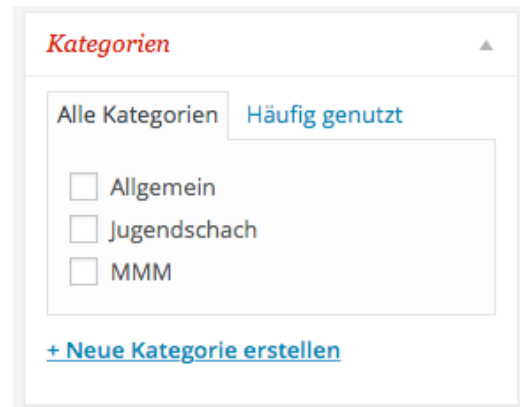 Kategorien
Alle Kategorien Häufig genutzt
Allgemein
Jugendschach
MMM
+ Neue Kategorie erstellen